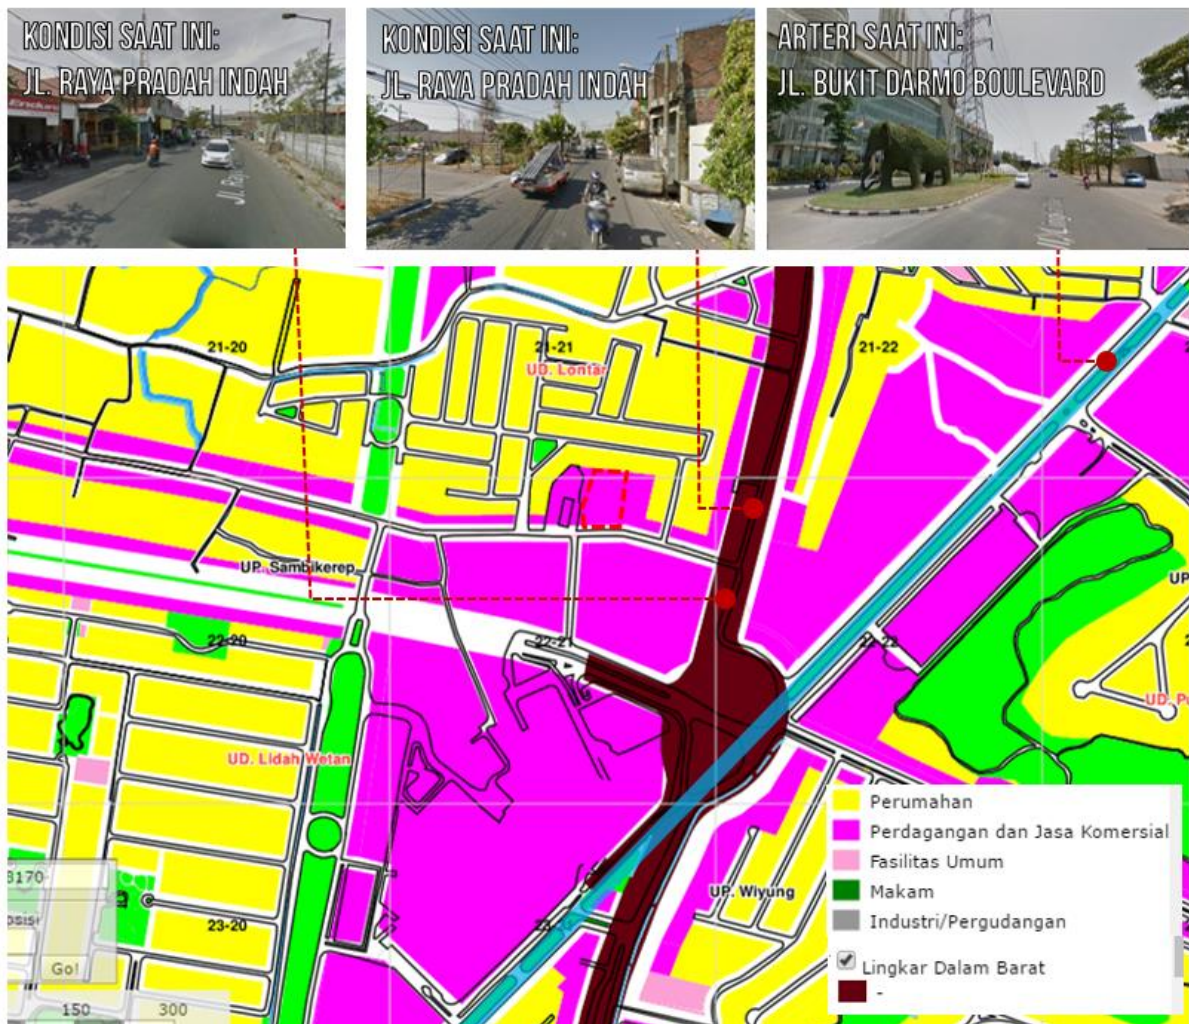 KONDISI SAAT INI:
JL. RAYA PRADAH INDAH
Enduro
KONDISI SAAT INI:
JL. RAYA PRADAH INDAH
ARTERI SAAT INI:
JL. BUKIT DARMO BOULEVARD
21-20
21-21
21-22
UD. Lontar
UP. Sambikerep
UP
22-20
22-21
22-22
UD. Lidah Wetan
Perumahan
Perdagangan dan Jasa Komersial
Fasilitas Umum
Makam
Industri/Pergudangan
Lingkar Dalam Barat
-
UP. Wiyung
23-20
Go!
150
300